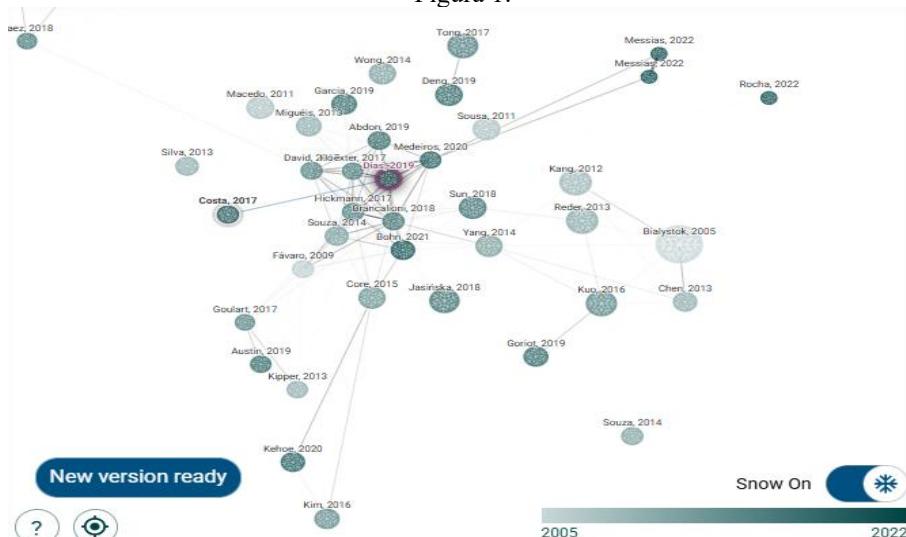 Figura 1.
aez, 2018
Tong, 2017
Messias, 2022
Wong, 2014
Messias, 2022
Deng, 2019
Rocha, 2022
Macedo, 2011
Garcia, 2019
Miguéis, 2013
Sousa, 2011
Abdon, 2019
Silva, 2013
Medeiros, 2020
David, 2017
2017
Dias, 2019
Kang, 2012
Costa, 2017
Hickmann, 2017
Sun, 2018
Brancalioni, 2018
Reder, 2013
Souza, 2014
Bohn, 2021
Yang, 2014
Bialystok, 2005
Fávaro, 2009
Core, 2015
Jasińska, 2018
Kuo, 2016
Chen, 2013
Goulart, 2017
Goriot, 2019
Austin, 2019
Kipper, 2013
Souza, 2014
Kehoe, 2020
New version ready
Snow On
Kim, 2016
?
2005
2022